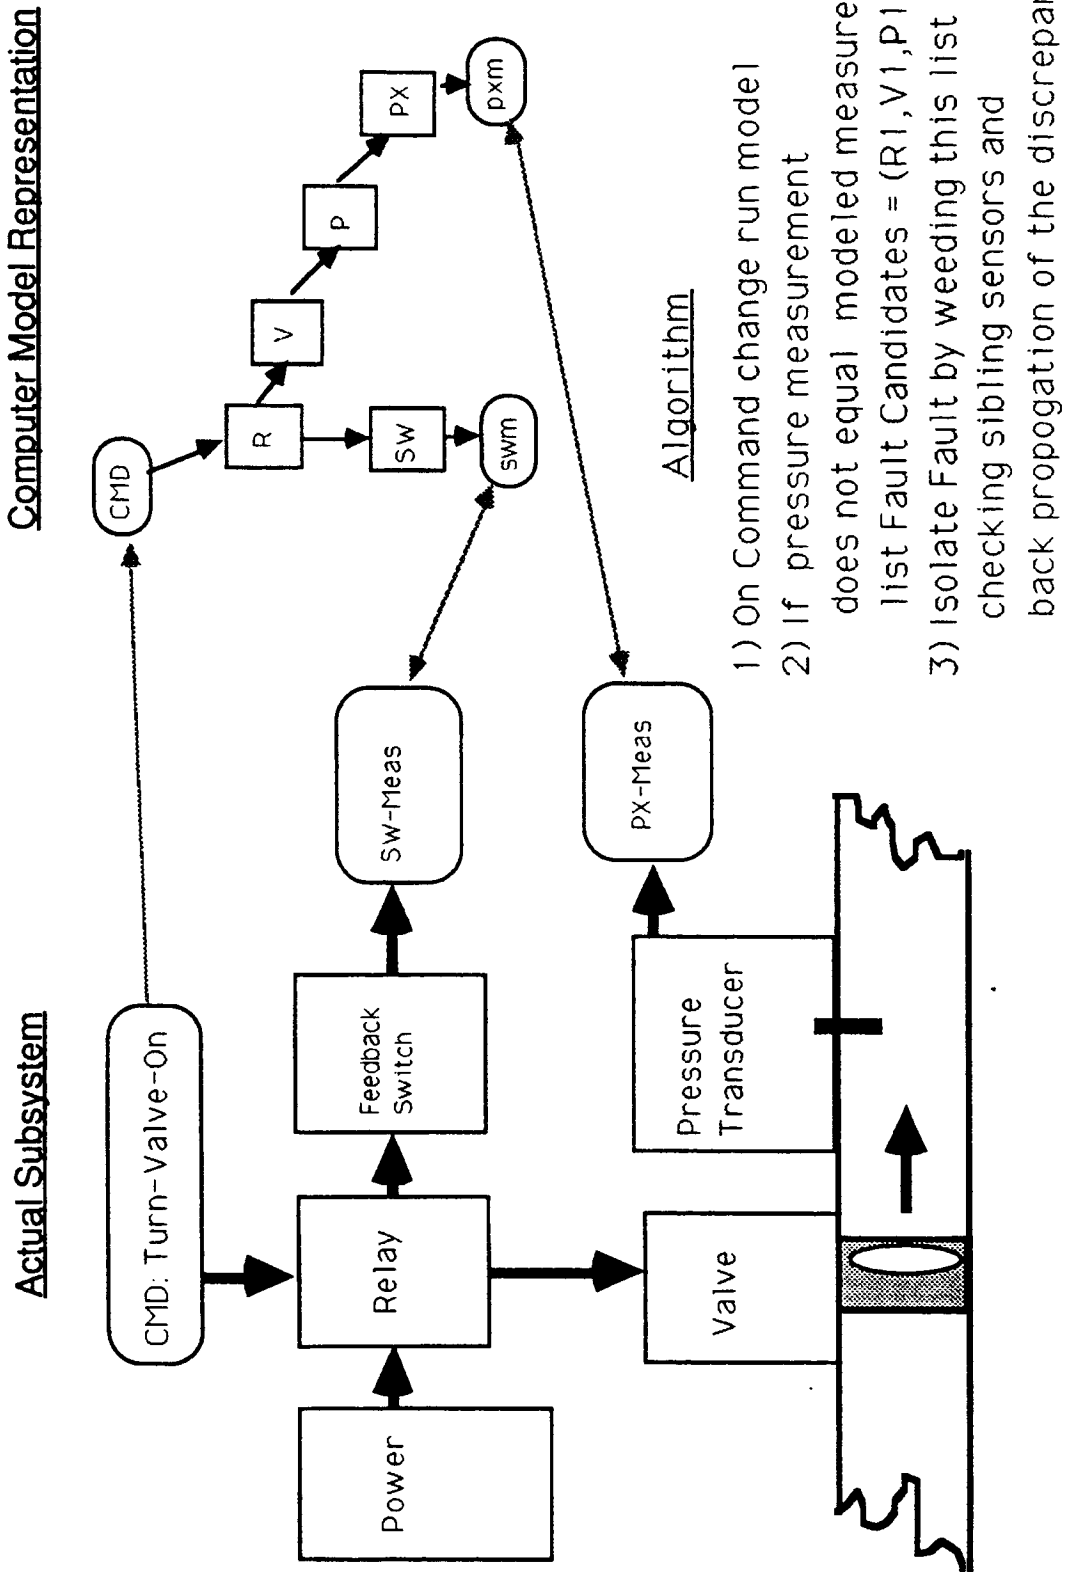 Actual Subsystem
Computer Model Representation
CMD: Turn-Valve-On
CMD
Power
Relay
Feedback
Switch
SW-Meas
R
V
P
PX
SW
swm
pxm
Valve
Pressure
Transducer
PX-Meas
Algorithm
1) On Command change run model
2) If pressure measurement
does not equal modeled measure
list Fault Candidates = (R1,V1,P1
3) Isolate Fault by weeding this list
checking sibling sensors and
back propogation of the